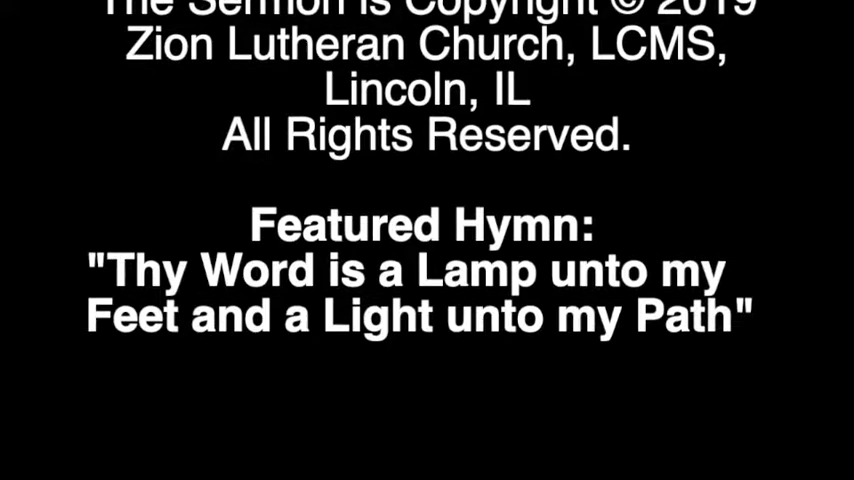 The Sermon is Copyright © 2019
Zion Lutheran Church, LCMS,
Lincoln, IL
All Rights Reserved.
Featured Hymn:
"Thy Word is a Lamp unto my
Feet and a Light unto my Path"